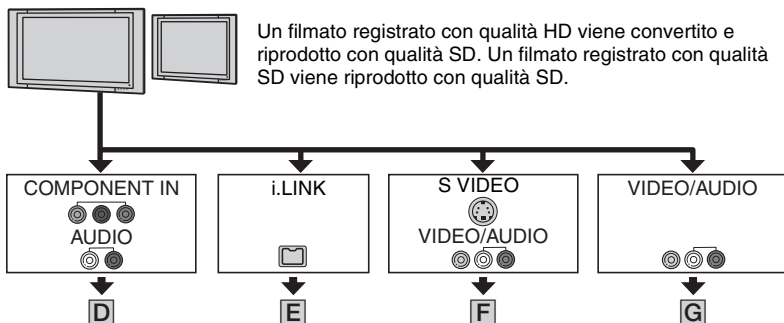 Un filmato registrato con qualità HD viene convertito e
riprodotto con qualità SD. Un filmato registrato con qualità
SD viene riprodotto con qualità SD.
COMPONENT IN
AUDIO
i.LINK
S VIDEO
VIDEO/AUDIO
VIDEO/AUDIO
D
E
F
G